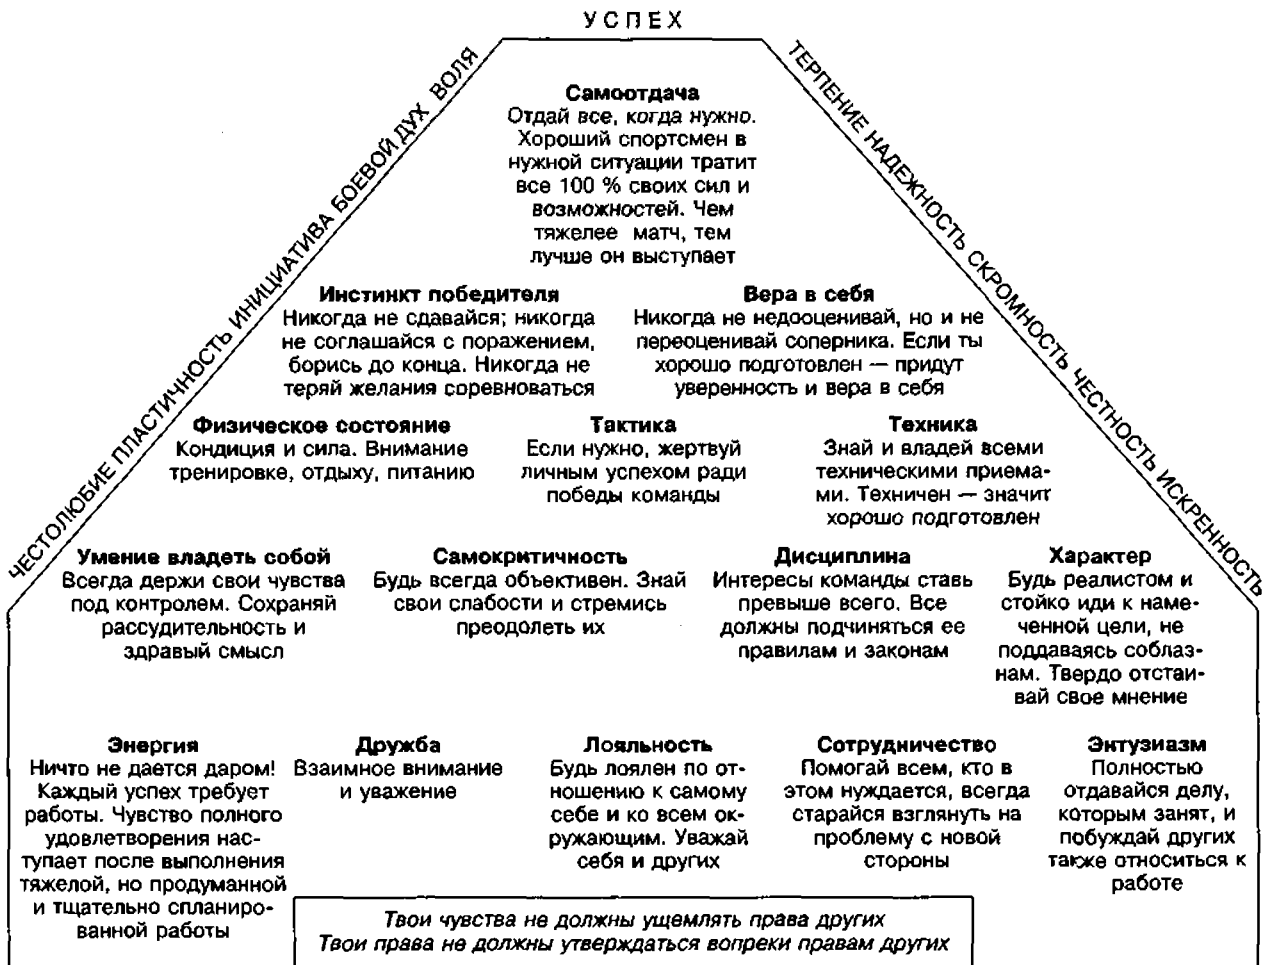 УСПЕХ
ЧЕСТОЛЮБИЕ ПЛАСТИЧНОСТЬ ИНИЦИАТИВА БОЕВОЙ ДУХ ВОЛЯ
ТЕРПЕНИЕ НАДЕЖНОСТЬ СКРОМНОСТЬ ЧЕСТНОСТЬ ИСКРЕННОСТЬ
Самоотдача
Отдай все, когда нужно.
Хороший спортсмен в
нужной ситуации тратит
все 100 % своих сил и
возможностей. Чем
тяжелее матч, тем
лучше он выступает
Инстинкт победителя
Никогда не сдавайся; никогда
не соглашайся с поражением,
борись до конца. Никогда не
теряй желания соревноваться
Вера в себя
Никогда не недооценивай, но и не
переоценивай соперника. Если ты
хорошо подготовлен — придут
уверенность и вера в себя
Физическое состояние
Кондиция и сила. Внимание
тренировке, отдыху, питанию
Тактика
Если нужно, жертвуй
личным успехом ради
победы команды
Техника
Знай и владей всеми
техническими приема-
ми. Техничен — значит
хорошо подготовлен
Умение владеть собой
Всегда держи свои чувства
под контролем. Сохраняй
рассудительность и
здравый смысл
Самокритичность
Будь всегда объективен. Знай
свои слабости и стремись
преодолеть их
Дисциплина
Интересы команды ставь
превыше всего. Все
должны подчиняться ее
правилам и законам
Характер
Будь реалистом и
стойко иди к наме-
ченной цели, не
поддаваясь соблаз-
нам. Твердо отстаи-
вай свое мнение
Энергия
Ничто не дается даром!
Каждый успех требует
работы. Чувство полного
удовлетворения нас-
тупает после выполнения
тяжелой, но продуманной
и тщательно спланиро-
ванной работы
Дружба
Взаимное внимание
и уважение
Лояльность
Будь лоялен по от-
ношению к самому
себе и ко всем ок-
ружающим. Уважай
себя и других
Сотрудничество
Помогай всем, кто в
этом нуждается, всегда
старайся взглянуть на
проблему с новой
стороны
Энтузиазм
Полностью
отдавайся делу,
которым занят, и
побуждай других
также относиться к
работе
Твои чувства не должны ущемлять права других
Твои права не должны утверждаться вопреки правам других